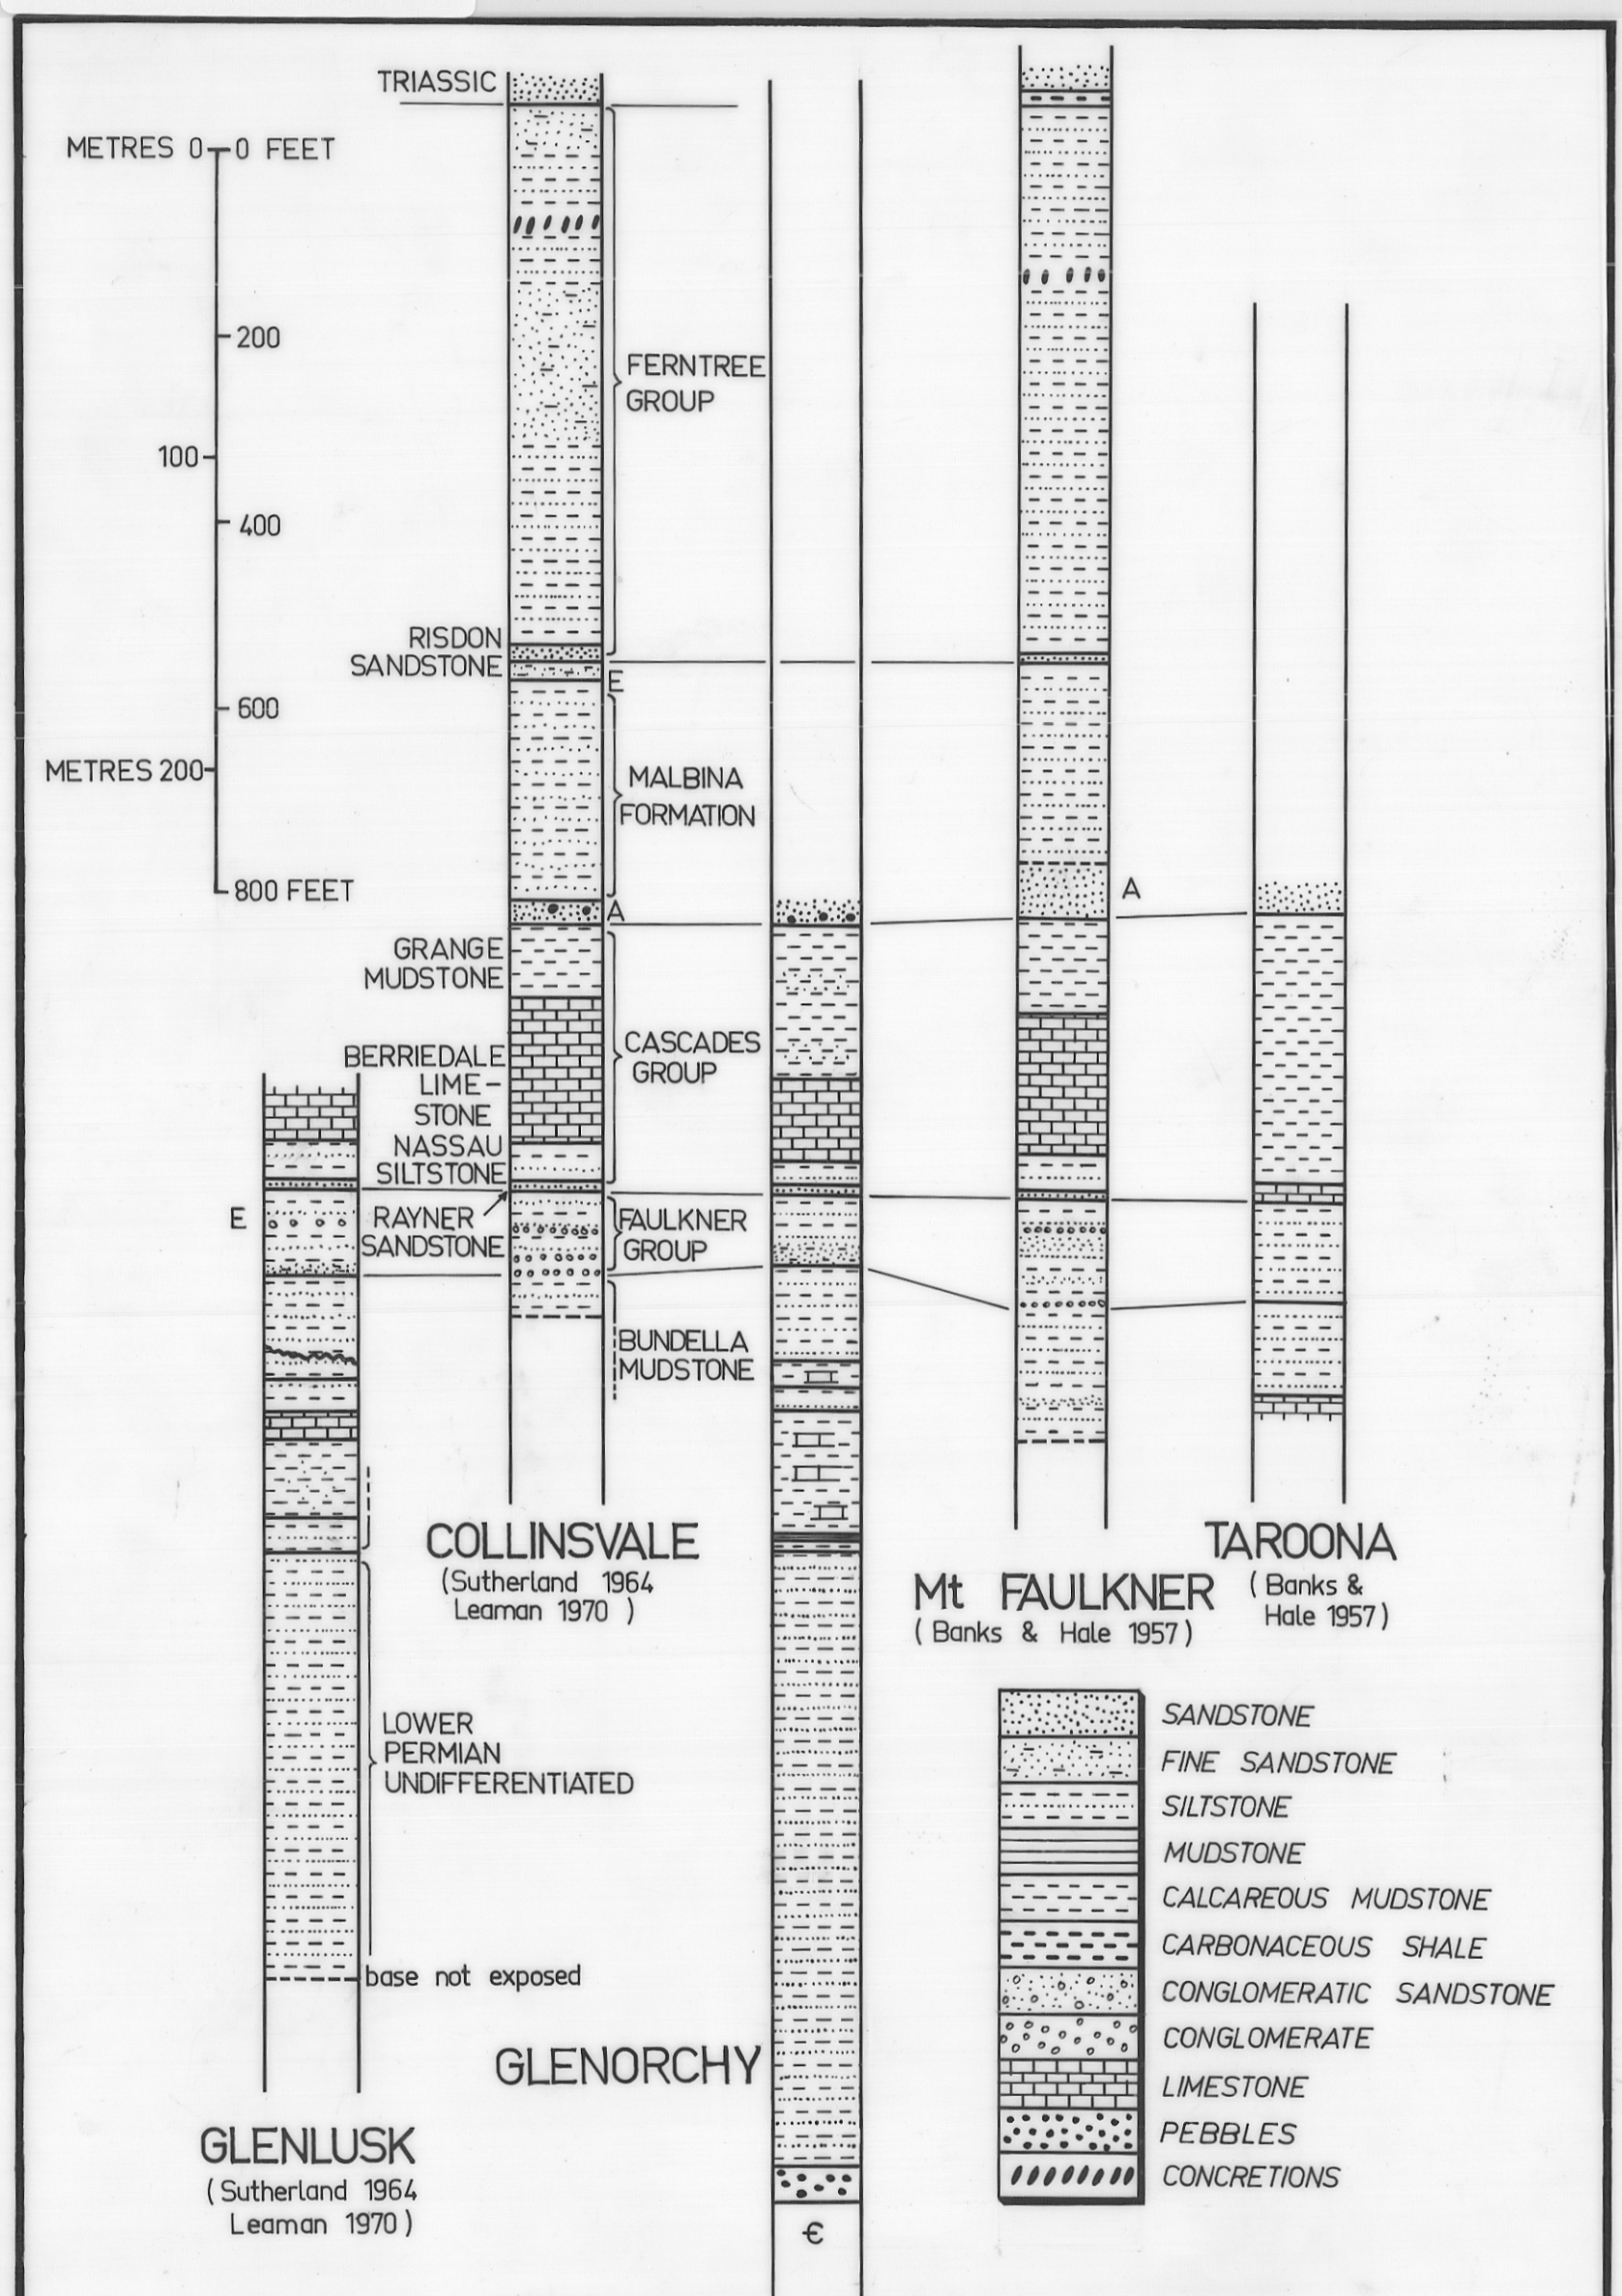 TRIASSIC
METRES 0 0 FEET
200
FERNTREE
GROUP
100
400
RISDON
SANDSTONE
E
600
METRES 200
MALBINA
FORMATION
800 FEET
A
A
GRANGE
MUDSTONE
BERRIEDALE
LIME-
STONE
CASCADES
GROUP
NASSAU
SILTSTONE
E
RAYNER
SANDSTONE
FAULKNER
GROUP
BUNDELLA
MUDSTONE
COLLINSVALE
(Sutherland 1964
Leaman 1970 )
Mt FAULKNER
( Banks & Hale 1957)
TAROONA
( Banks &
Hale 1957)
LOWER
PERMIAN
UNDIFFERENTIATED
base not exposed
GLENORCHY
GLENLUSK
(Sutherland 1964
Leaman 1970)
€
SANDSTONE
FINE SANDSTONE
SILTSTONE
MUDSTONE
CALCAREOUS MUDSTONE
CARBONACEOUS SHALE
CONGLOMERATIC SANDSTONE
CONGLOMERATE
LIMESTONE
PEBBLES
CONCRETIONS